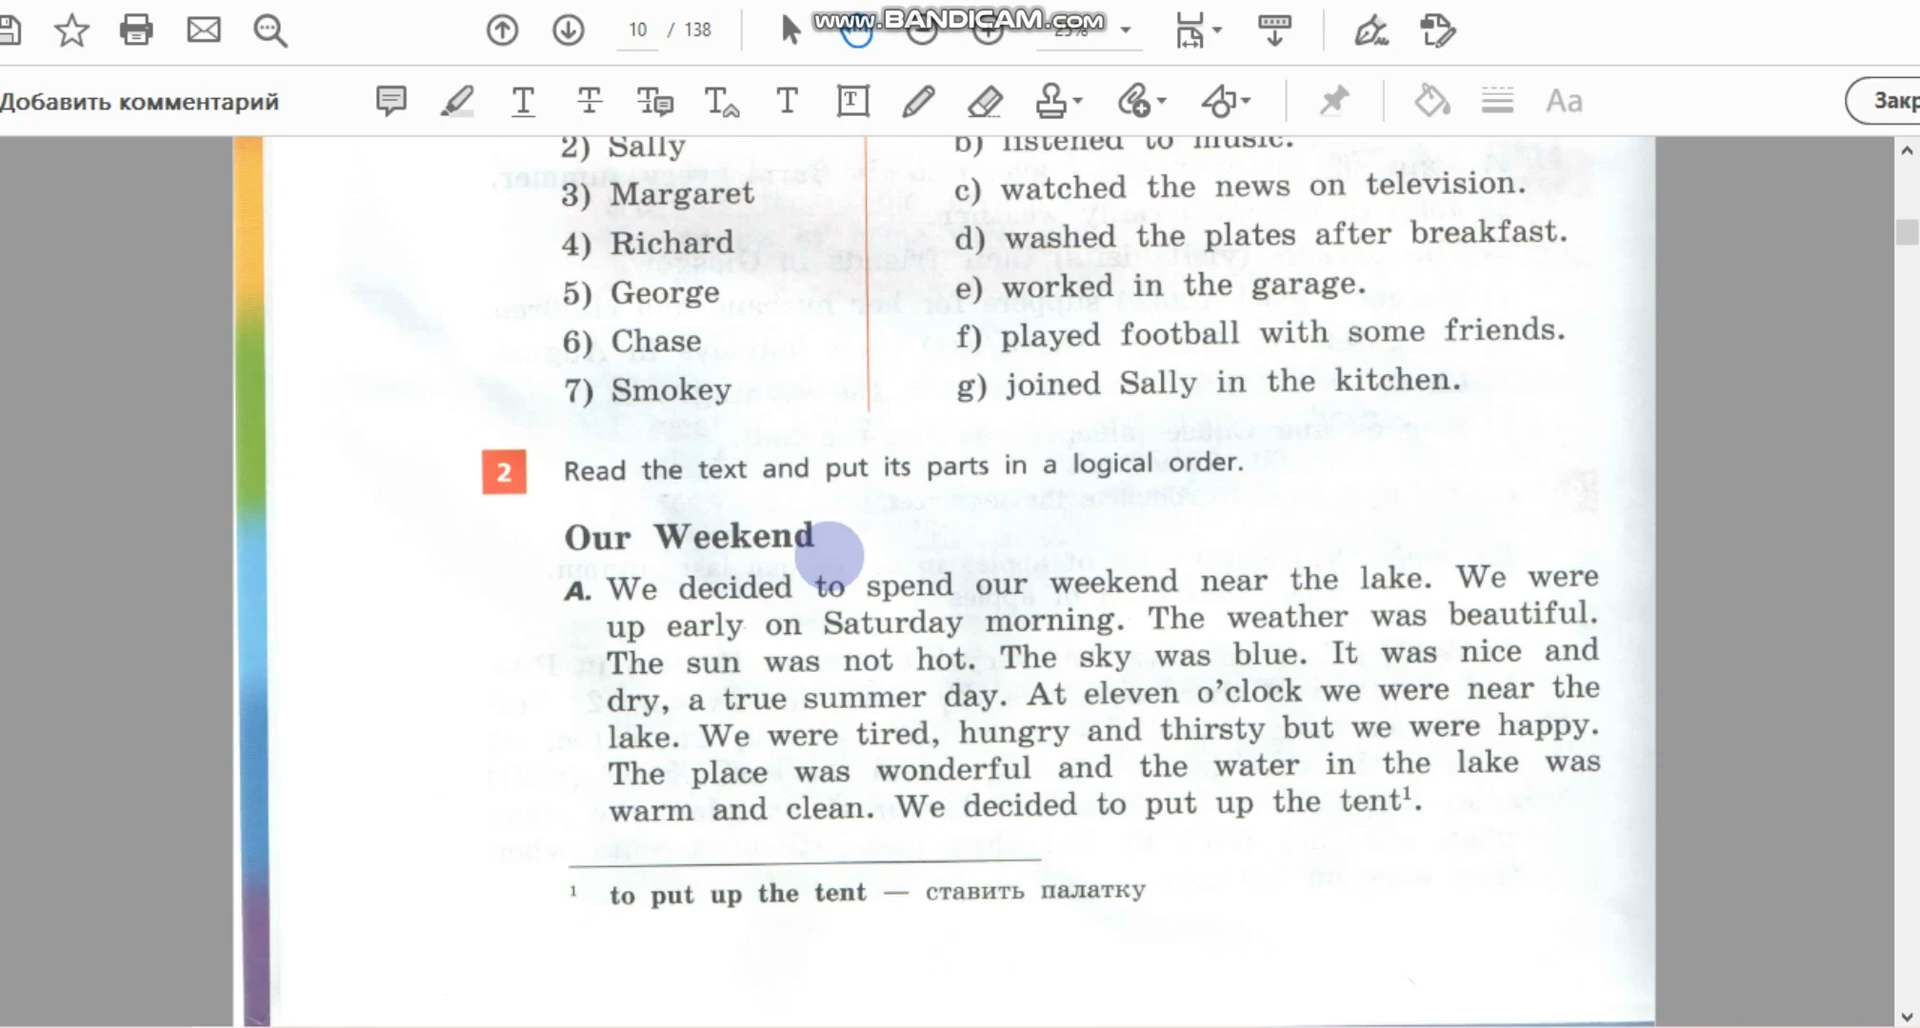 10 / 138
www.BANDICAM.com
25%
Добавить комментарий
T T T T T T
Aa
Закр
2) Sally
b) listened to music.
3) Margaret
c) watched the news on television.
4) Richard
d) washed the plates after breakfast.
5) George
e) worked in the garage.
6) Chase
f) played football with some friends.
7) Smokey
g) joined Sally in the kitchen.
2 Read the text and put its parts in a logical order.
Our Weekend
A. We decided to spend our weekend near the lake. We were
up early on Saturday morning. The weather was beautiful.
The sun was not hot. The sky was blue. It was nice and
dry, a true summer day. At eleven o’clock we were near the
lake. We were tired, hungry and thirsty but we were happy.
The place was wonderful and the water in the lake was
warm and clean. We decided to put up the tent¹.
¹ to put up the tent — ставить палатку